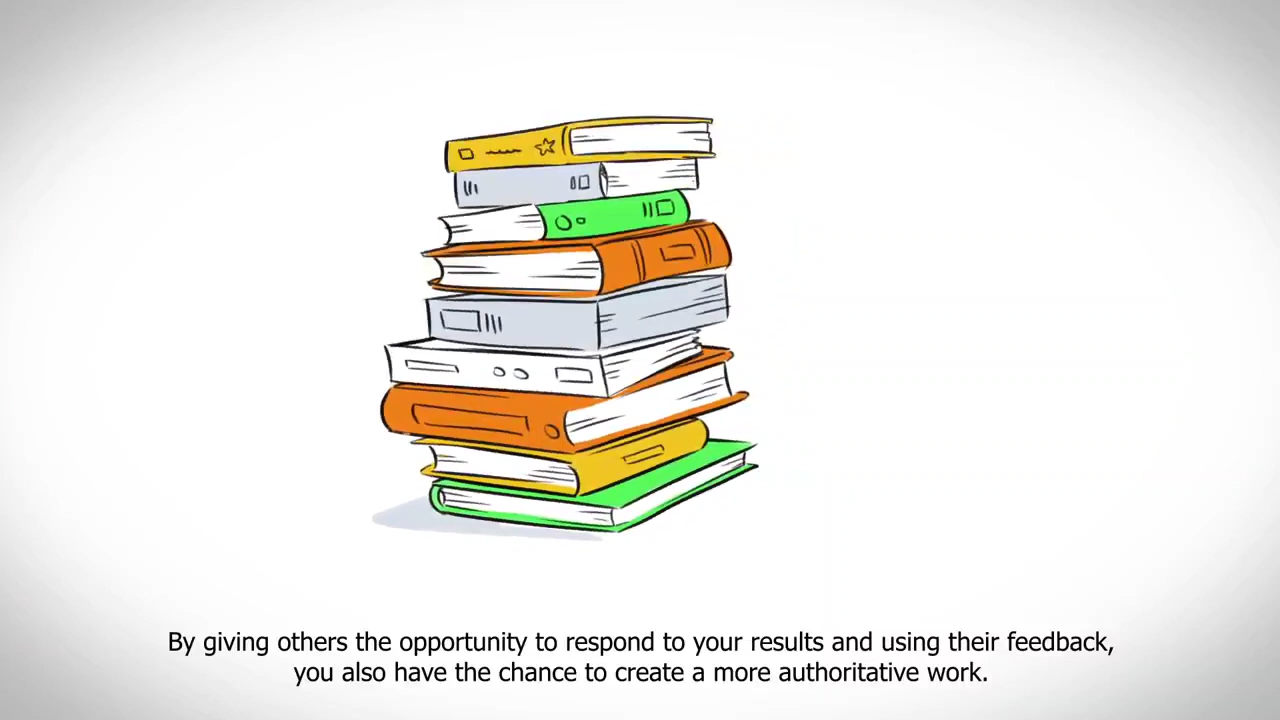 By giving others the opportunity to respond to your results and using their feedback,
you also have the chance to create a more authoritative work.